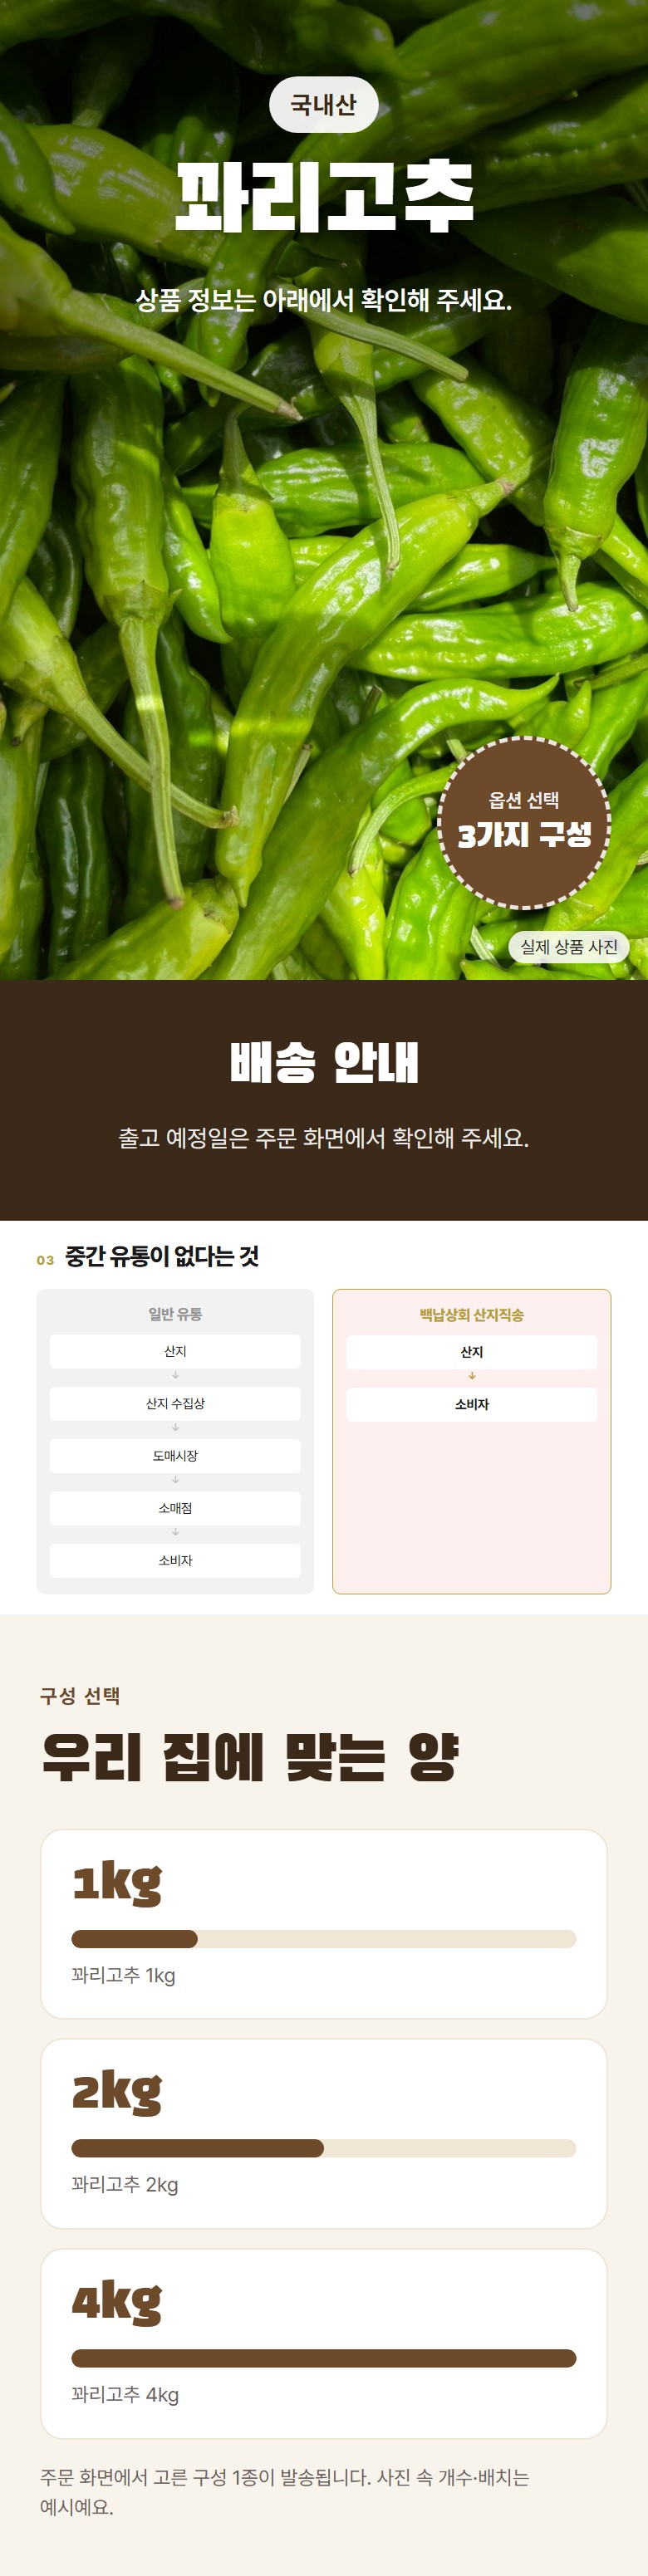 국내산
꽈리고추
상품 정보는 아래에서 확인해 주세요.
옵션 선택
3가지 구성
실제 상품 사진
배송 안내
출고 예정일은 주문 화면에서 확인해 주세요.
03 중간 유통이 없다는 것
일반 유통
산지
↓
산지 수집상
↓
도매시장
↓
소매점
↓
소비자
백납상회 산지직송
산지
↓
소비자
구성 선택
우리 집에 맞는 양
1kg
꽈리고추 1kg
2kg
꽈리고추 2kg
4kg
꽈리고추 4kg
주문 화면에서 고른 구성 1종이 발송됩니다. 사진 속 개수·배치는
예시예요.